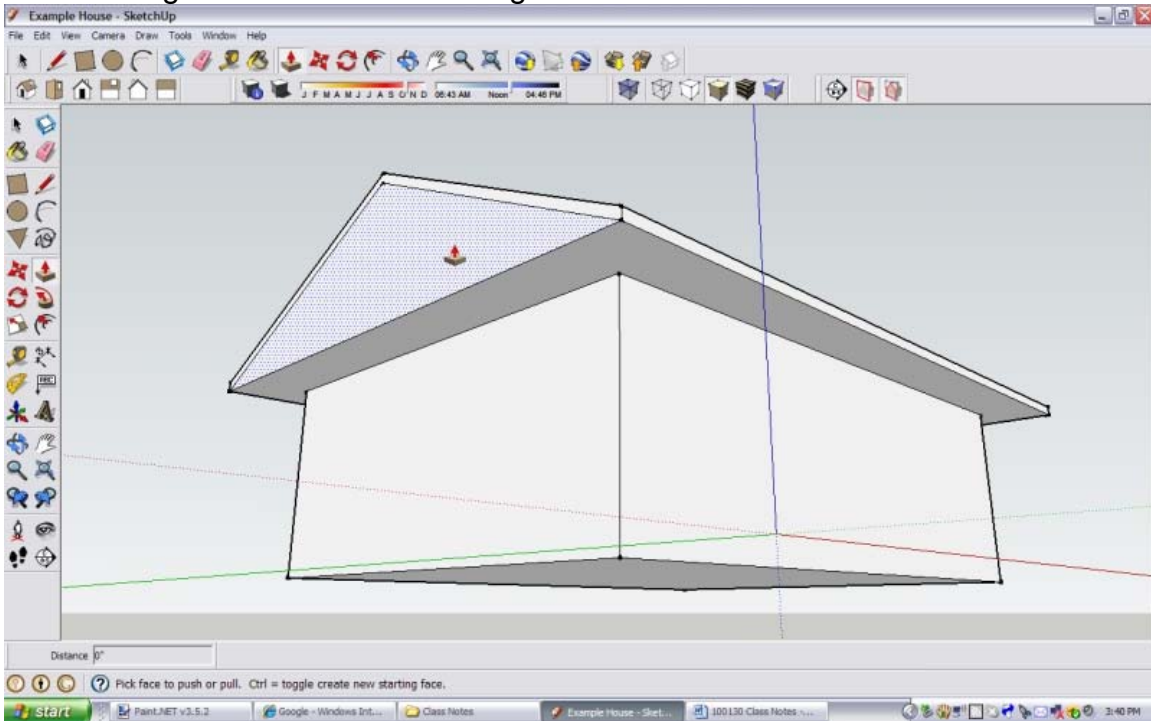 Example House - SketchUp
File Edit View Camera Draw Tools Window Help
J F M A M J J A S O N D 06:43 AM Noon 04:46 PM
Distance 0"
Pick face to push or pull. Ctrl = toggle create new starting face.
start Paint.NET v3.5.2 Google - Windows Int... Class Notes Example House - Sket... 100130 Class Notes -... 3:40 PM